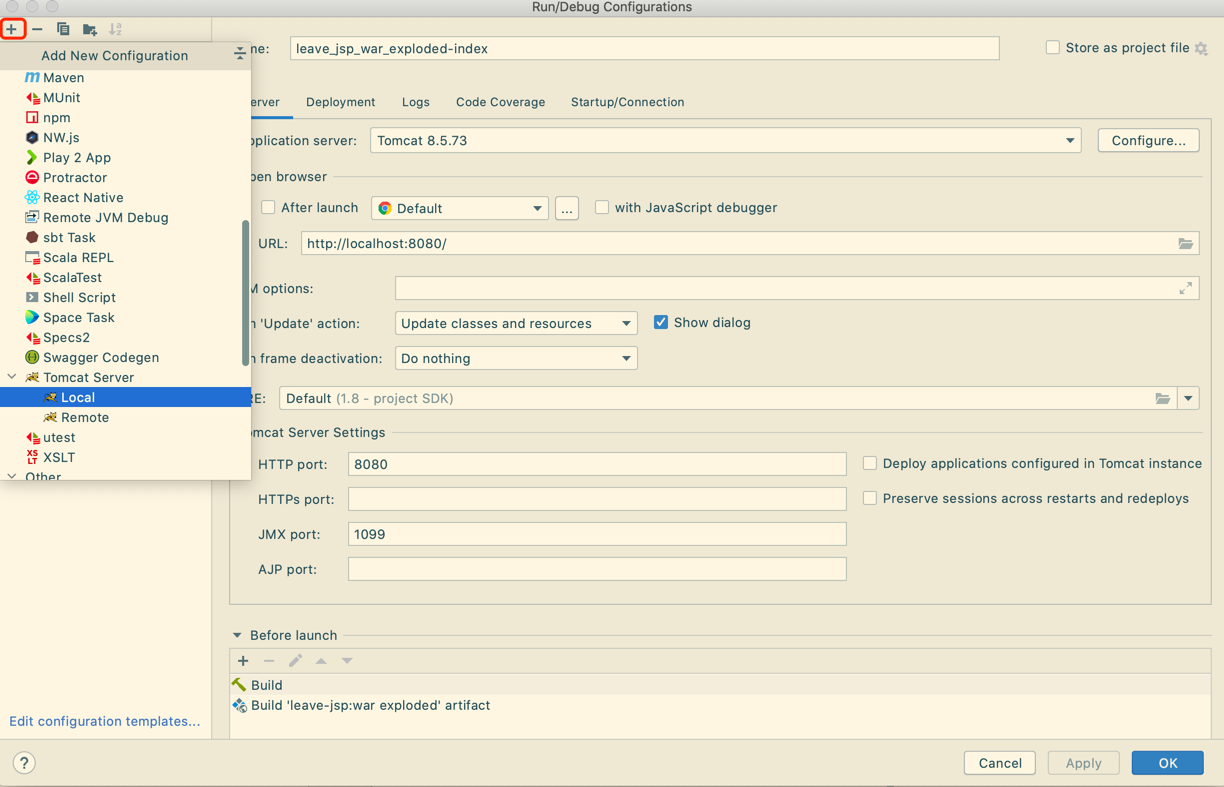 Run/Debug Configurations
Add New Configuration
Maven
MUnit
npm
NW.js
Play 2 App
Protractor
React Native
Remote JVM Debug
sbt Task
Scala REPL
ScalaTest
Shell Script
Space Task
Specs2
Swagger Codegen
Tomcat Server
Local
Remote
utest
XSLT
Other
Edit configuration templates...
me: leave_jsp_war_exploded-index Store as project file
erver Deployment Logs Code Coverage Startup/Connection
pplication server: Tomcat 8.5.73 Configure...
pen browser
After launch Default ... with JavaScript debugger
URL: http://localhost:8080/
M options:
n 'Update' action: Update classes and resources Show dialog
n frame deactivation: Do nothing
RE: Default (1.8 - project SDK)
omcat Server Settings
HTTP port: 8080 Deploy applications configured in Tomcat instance
HTTPs port: Preserve sessions across restarts and redeploys
JMX port: 1099
AJP port:
Before launch
Build
Build 'leave-jsp:war exploded' artifact
? Cancel Apply OK